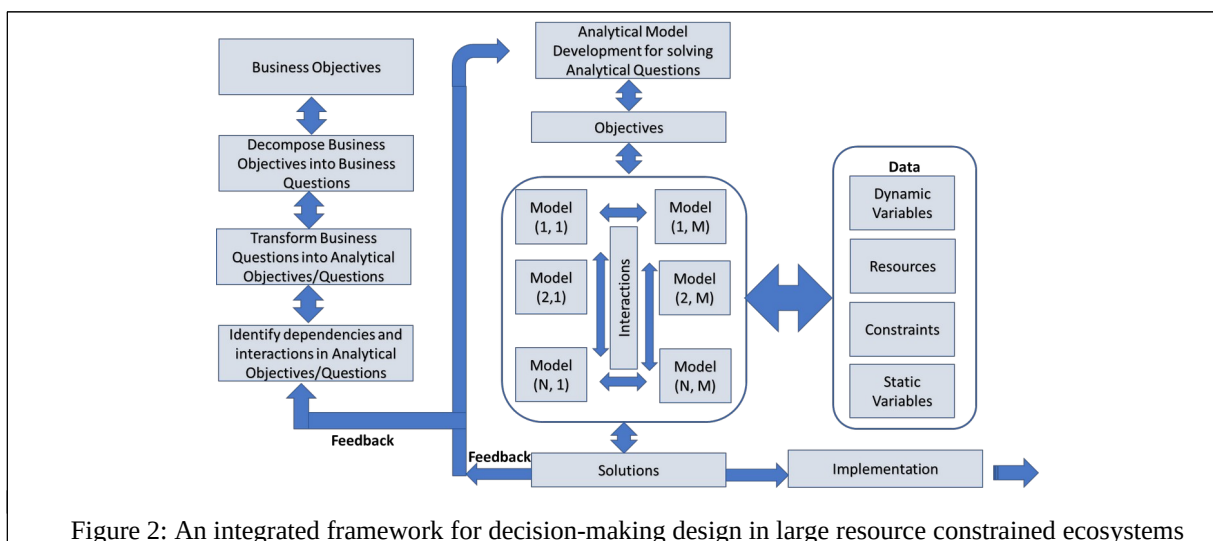 Business Objectives
Decompose Business
Objectives into Business
Questions
Transform Business
Questions into Analytical
Objectives/Questions
Identify dependencies and
interactions in Analytical
Objectives/Questions
Feedback
Feedback
Analytical Model
Development for solving
Analytical Questions
Objectives
Model
(1, 1)
Model
(1, M)
Model
(2,1)
Model
(2, M)
Model
(N, 1)
Model
(N, M)
Interactions
Data
Dynamic
Variables
Resources
Constraints
Static
Variables
Solutions
Implementation
Figure 2: An integrated framework for decision-making design in large resource constrained ecosystems